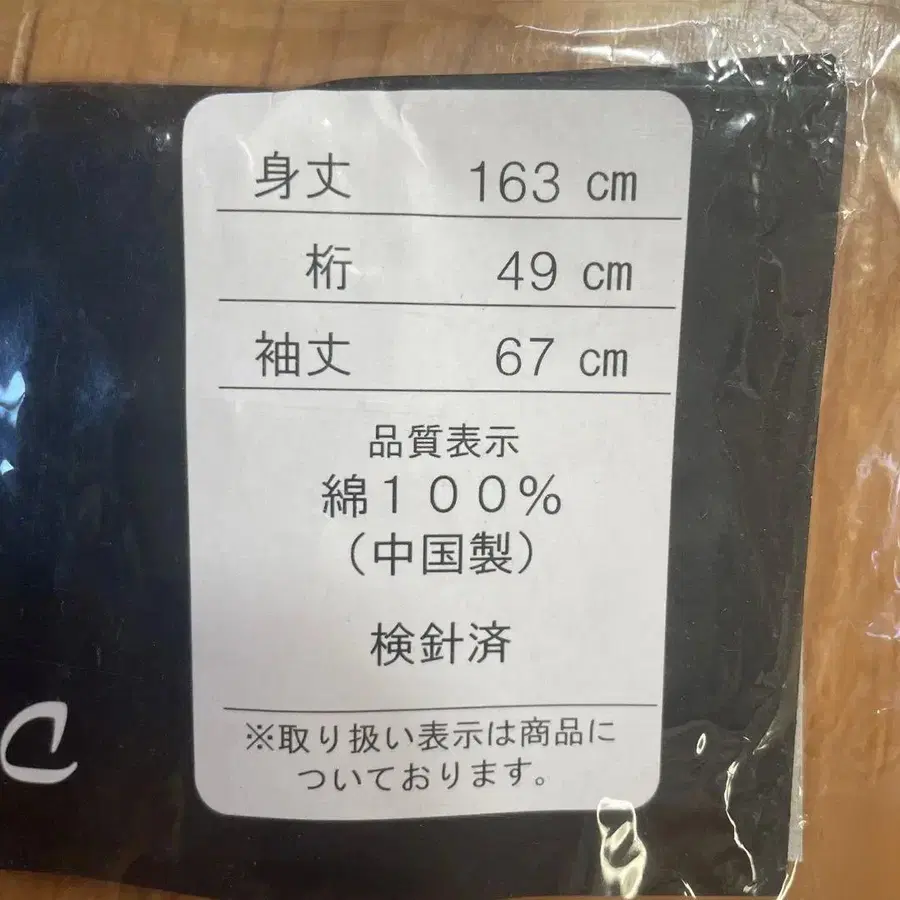 身丈 163 cm
裄 49 cm
袖丈 67 cm
品質表示
綿１００％
（中国製）
検針済
※取り扱い表示は商品に
ついております。